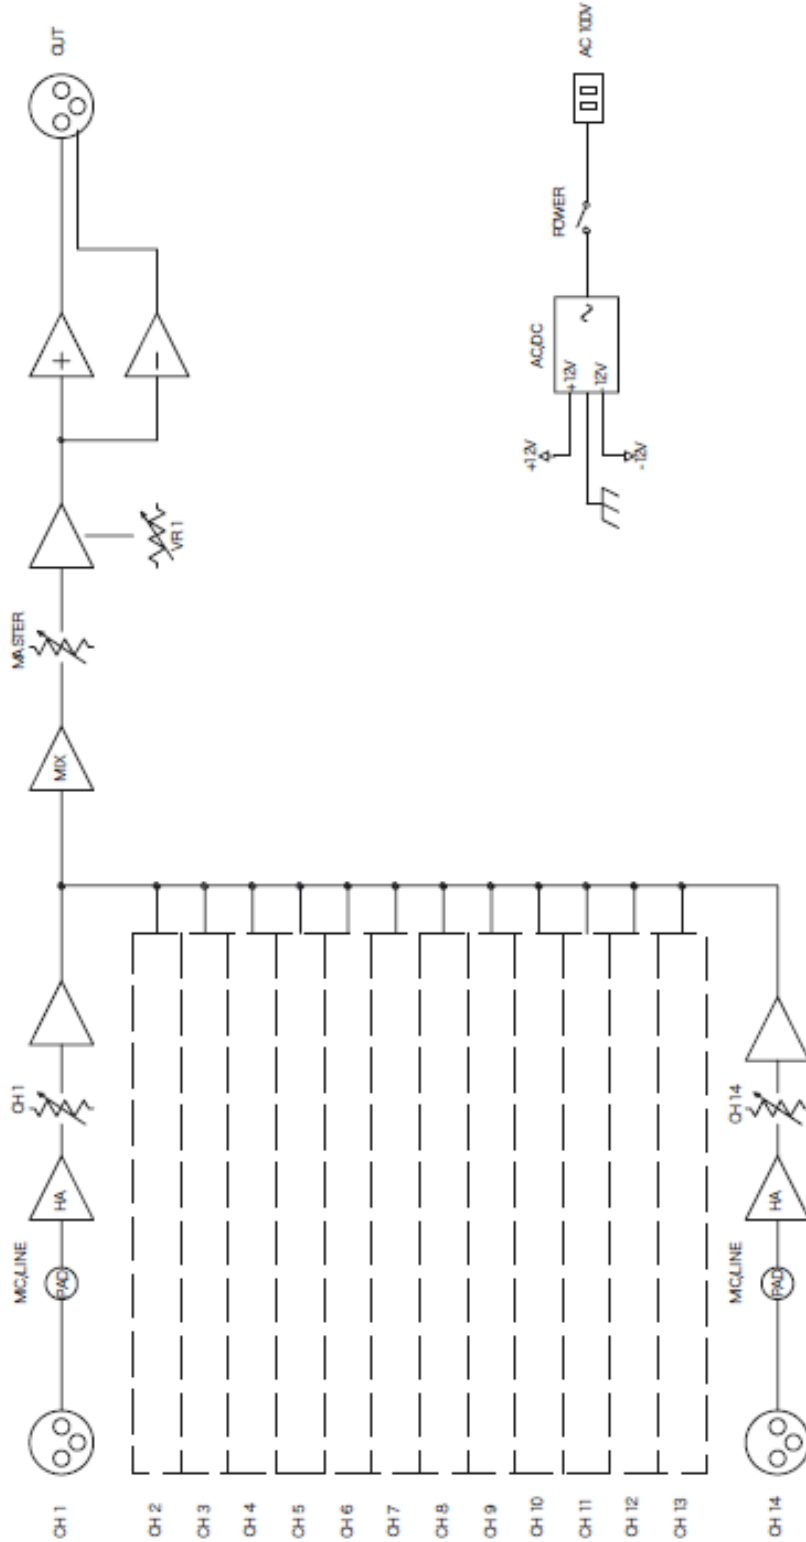 CH 1
MIC/LINE
PAD
HA
CH 1
MIX
MASTER
VR1
+
-
OUT
CH 2
CH 3
CH 4
CH 5
CH 6
CH 7
CH 8
CH 9
CH 10
CH 11
CH 12
CH 13
CH 14
MIC/LINE
PAD
HA
CH 14
+12V
-12V
AC/DC
+12V
-12V
~
POWER
AC 100V